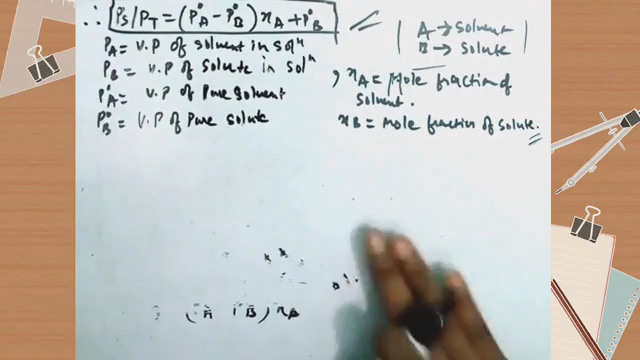 ∴ Ps/PT = (P°A − P°B) xA + P°B
A → Solvent
B → Solute
PA = V.P of solvent in solⁿ
PB = V.P of solute in solⁿ
P°A = V.P of Pure solvent
P°B = V.P of Pure solute
, xA = Mole fraction of
solvent.
xB = Mole fraction of solute.